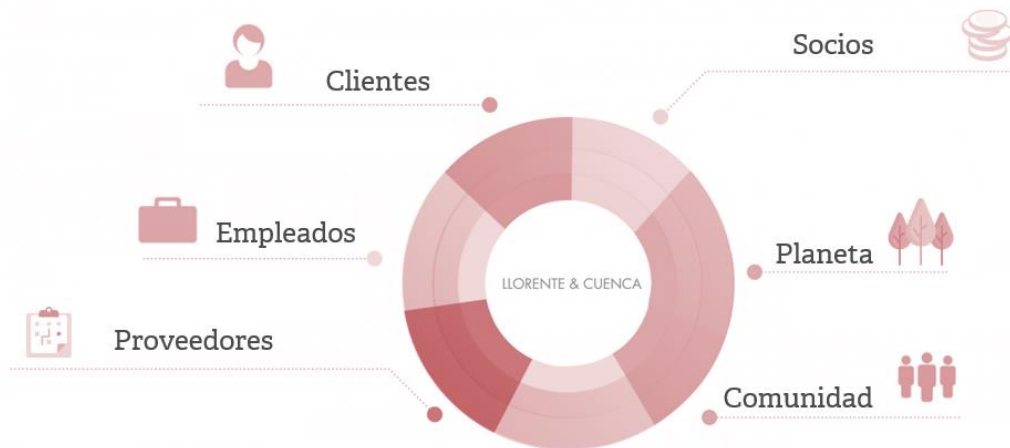 Socios
Clientes
Empleados
LLORENTE & CUENCA
Planeta
Proveedores
Comunidad